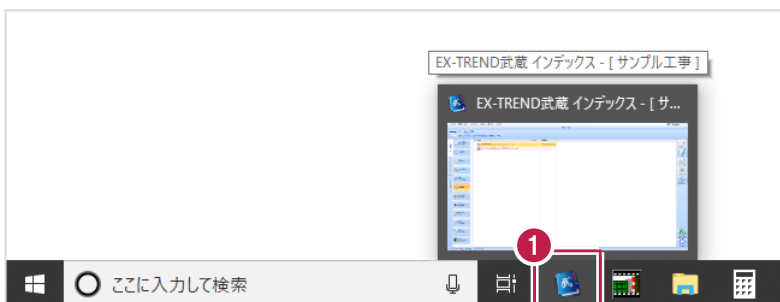 EX-TREND武蔵 インデックス - [ サンプル工事 ]
EX-TREND武蔵 インデックス - [ サ...
1
ここに入力して検索